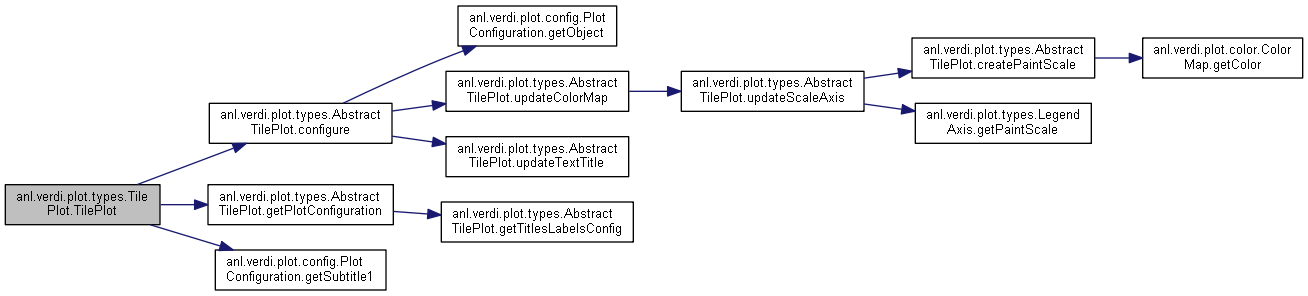 anl.verdi.plot.config.Plot
Configuration.getObject
anl.verdi.plot.types.Abstract
TilePlot.createPaintScale
anl.verdi.plot.color.Color
Map.getColor
anl.verdi.plot.types.Abstract
TilePlot.updateColorMap
anl.verdi.plot.types.Abstract
TilePlot.updateScaleAxis
anl.verdi.plot.types.Abstract
TilePlot.configure
anl.verdi.plot.types.Legend
Axis.getPaintScale
anl.verdi.plot.types.Abstract
TilePlot.updateTextTitle
anl.verdi.plot.types.Tile
Plot.TilePlot
anl.verdi.plot.types.Abstract
TilePlot.getPlotConfiguration
anl.verdi.plot.types.Abstract
TilePlot.getTitlesLabelsConfig
anl.verdi.plot.config.Plot
Configuration.getSubtitle1